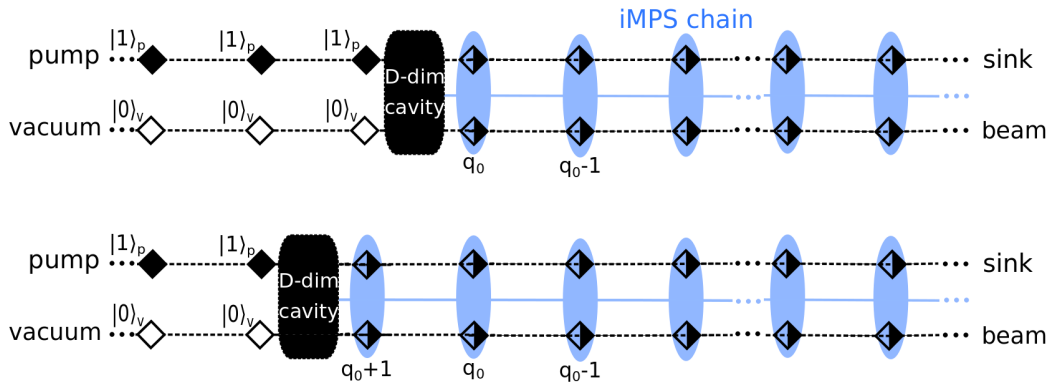 iMPS chain
pump |1⟩p |1⟩p |1⟩p sink
D-dim
cavity
vacuum |0⟩v |0⟩v |0⟩v beam
q0 q0-1
pump |1⟩p |1⟩p sink
D-dim
cavity
vacuum |0⟩v |0⟩v beam
q0+1 q0 q0-1